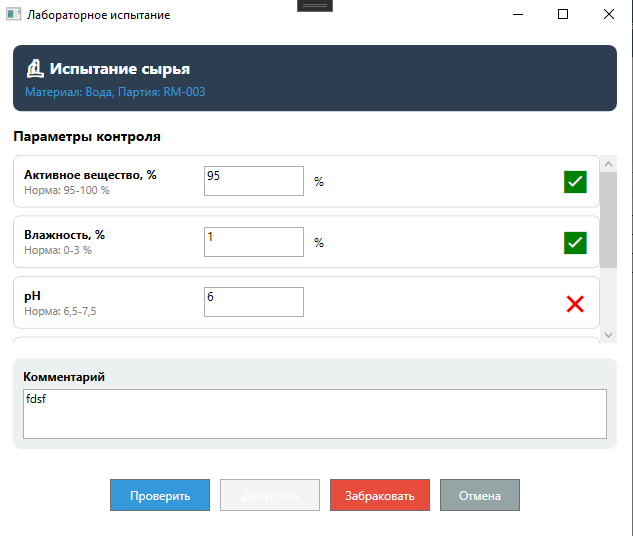 Лабораторное испытание
Испытание сырья
Материал: Вода, Партия: RM-003
Параметры контроля
Активное вещество, % 95 %
Норма: 95-100 %
Влажность, % 1 %
Норма: 0-3 %
pH 6
Норма: 6,5-7,5
Комментарий
fdsf
Проверить Допустить Забраковать Отмена